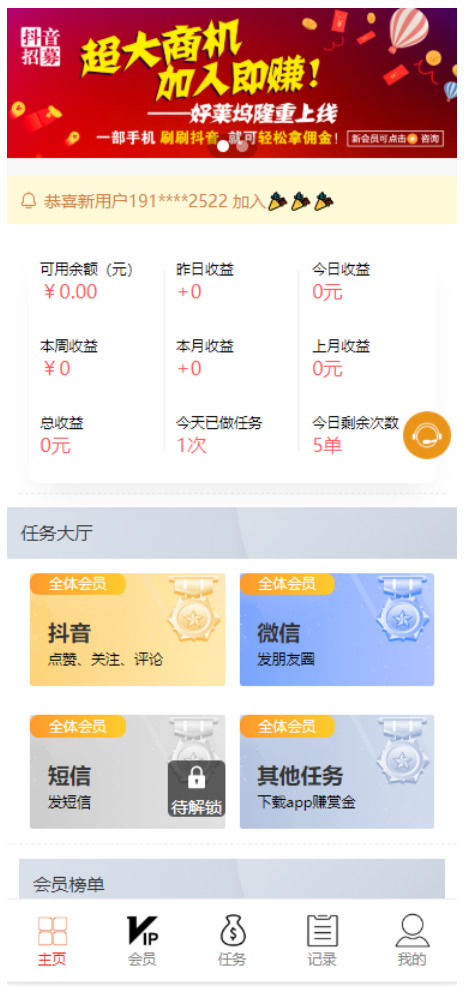 抖音招募
超大商机
加入即赚！
——好莱坞隆重上线
一部手机 刷刷抖音 就可轻松拿佣金！
新会员可点击 咨询
恭喜新用户191****2522 加入
可用余额（元） 昨日收益 今日收益
￥0.00 +0 0元
本周收益 本月收益 上月收益
￥0 +0 0元
总收益 今天已做任务 今日剩余次数
0元 1次 5单
任务大厅
全体会员 全体会员
抖音 微信
点赞、关注、评论 发朋友圈
全体会员 全体会员
短信 其他任务
发短信 下载app赚赏金
待解锁
会员榜单
VIP
主页 会员 任务 记录 我的